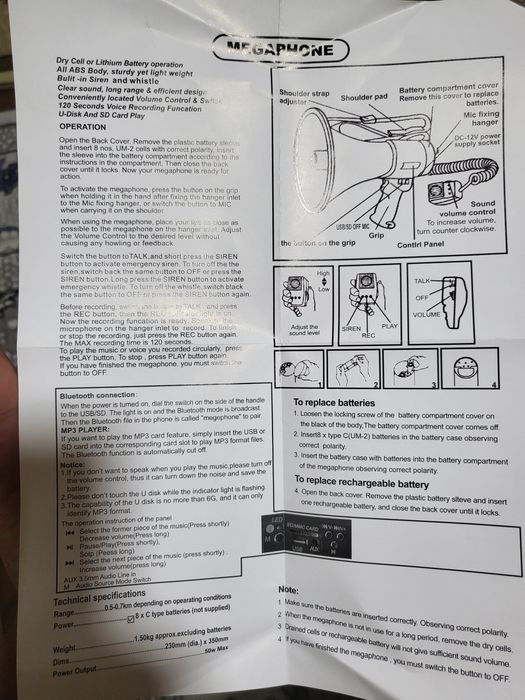 MEGAPHONE
Dry Cell or Lithium Battery operation
All ABS Body, sturdy yet light weight
Bulit -in Siren and whistle
Clear sound, long range & efficient design
Conveniently located Volume Control & Switch
120 Seconds Voice Recording Funcation
U-Disk And SD Card Play
OPERATION
Open the Back Cover. Remove the plastic battery sleeve
and insert 8 nos. UM-2 cells with correct polarity. Insert
the sleeve into the battery compartment according to the
instructions in the compartment. Then close the back
cover until it locks. Now your megaphone is ready for
action.
To activate the megaphone, press the button on the grip
when holding it in the hand after fixing the hanger inlet
to the Mic fixing hanger, or switch the button to MIC
when carrying it on the shoulder.
When using the megaphone, place your lips as close as
possible to the megaphone on the hanger inlet. Adjust
the Volume Control to the desired level without
causing any howling or feedback.
Switch the button toTALK,and short press the SIREN
button to activate emergency siren. To turn off the the
siren,switch back the same button to OFF or press the
SIREN button. Long press the SIREN button to activate
emergency whistle. To turn off the whistle, switch black
the same button to OFF or press the SIREN button again.
Before recording, switch the button to TALK, and press
the REC button, then the REC light is on.
Now the recording funcation is ready. Speak to the
microphone on the hanger inlet to record. To finish
or stop the recording, just press the REC button again.
The MAX recording time is 120 seconds.
To play the music or voice you recorded circularly, press
the PLAY button. To stop, press PLAY button again.
If you have finished the megaphone, you must switch the
button to OFF.
Bluetooth connection:
When the power is turned on, dial the switch on the side of the handle
to the USB/SD. The light is on and the Bluetooth mode is broadcast.
Then the Bluetooth file in the phone is called "megaphone" to pair.
MP3 PLAYER:
If you want to play the MP3 card feature, simply insert the USB or
SD card into the corresponding card slot to play MP3 format files.
The Bluetooth function is automatically cut off.
Notice:
1.If you don't want to speak when you play the music,please turn off
the volume control, thus it can turn down the noise and save the
battery.
2.Please don't touch the U disk while the indicator light is flashing.
3.The capability of the U disk is no more than 6G, and it can only
identify MP3 format.
The operation instruction of the panel
⏮ Select the former piece of the music(Press shortly)
Decrease volume(Press long)
⏯ Pause/Play(Press shortly),
Sotp (Peess long)
⏭ Select the next piece of the music (press shortly) .
Increase volume(press long)
AUX 3.5mm Audio Line in
M Audio Source Mode Switch
Technical specifications
Range 0.5-0.7km depending on operating conditions
Power ☑ 8 x C type batteries (not supplied)
Weight 1.50kg approx.excluding batteries
Dims 230mm (dia.) x 350mm
Power Output 50w Max
Shoulder strap
adjuster
Shoulder pad
Battery compartment cover
Remove this cover to replace
batteries.
Mic fixing
hanger
DC-12V power
supply socket
Sound
volume control
To increase volume,
turn counter clockwise.
USB/SD OFF MIC
Grip
the button on the grip
Contirl Panel
High
Low
Adjust the
sound level
SIREN
REC
PLAY
TALK
OFF
VOLUME
1
2
3
4
To replace batteries
1. Loosen the locking screw of the battery compartment cover on
the black of the body,The battery compartment cover comes off.
2. Insert8 x type C(UM-2) batteries in the battery case observing
correct polarity.
3. Insert the battery case with batteries into the battery compartment
of the megaphone observing correct polarity.
To replace rechargeable battery
4. Open the back cover. Remove the plastic battery slteeve and insert
one rechargeable battery, and close the back cover until it locks.
LED
SD/MMC CARD
M
USB
AUX
Note:
1 Make sure the batteries are inserted correctly. Observing correct polarity.
2 When the megaphone is not in use for a long period, remove the dry cells.
3 Drained cells or rechargeable battery will not give sufficient sound volume.
4 If you have finished the megaphone , you must switch the button to OFF.